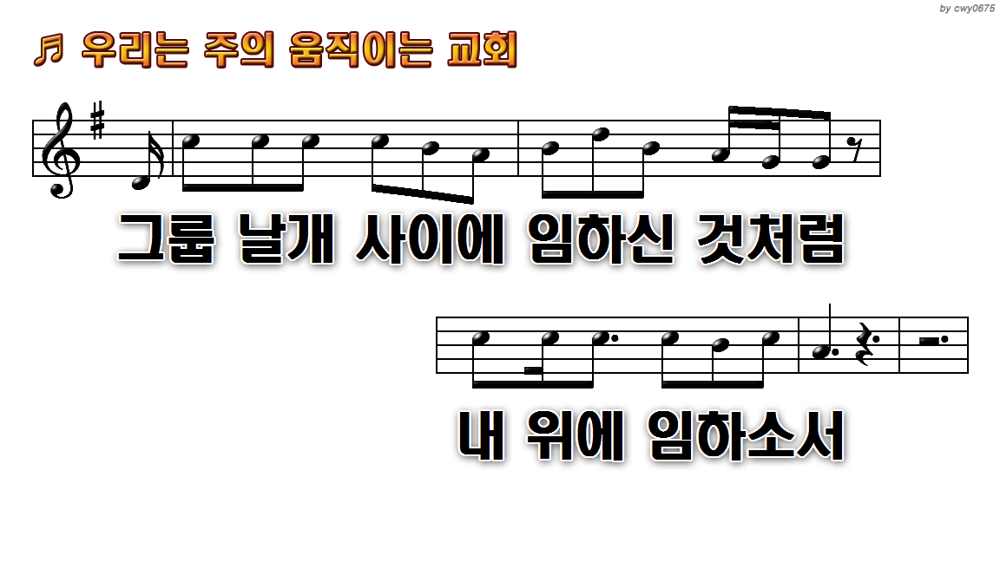 by cwy0675
♬ 우리는 주의 움직이는 교회
그룹 날개 사이에 임하신 것처럼
내 위에 임하소서